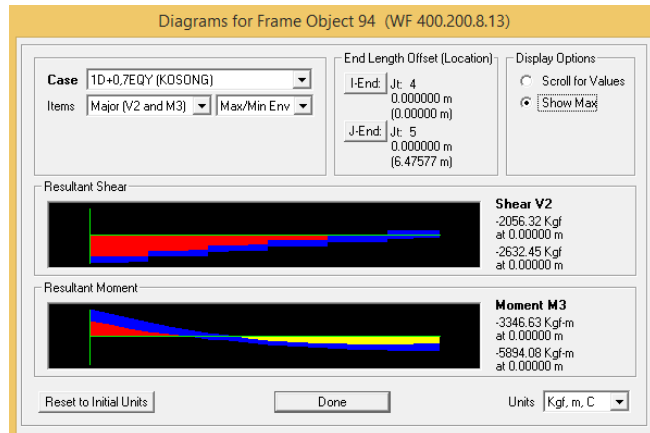 Diagrams for Frame Object 94 (WF 400.200.8.13)
Case 1D+0,7EQY (KOSONG)
Items Major (V2 and M3) Max/Min Env
End Length Offset (Location)
I-End: Jt: 4
0.000000 m
(0.00000 m)
J-End: Jt: 5
0.000000 m
(6.47577 m)
Display Options
Scroll for Values
Show Max
Resultant Shear
Shear V2
-2056.32 Kgf
at 0.00000 m
-2632.45 Kgf
at 0.00000 m
Resultant Moment
Moment M3
-3346.63 Kgf-m
at 0.00000 m
-5894.08 Kgf-m
at 0.00000 m
Reset to Initial Units
Done
Units Kgf, m, C